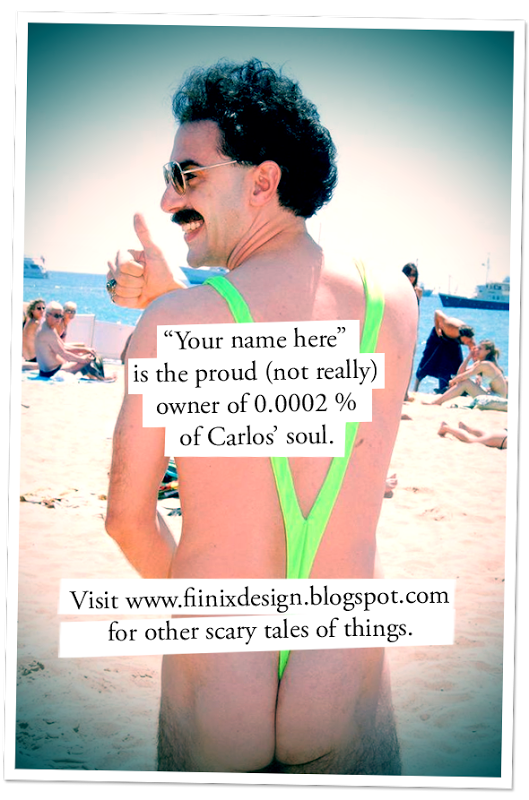 “Your name here”
is the proud (not really)
owner of 0.0002 %
of Carlos’ soul.
Visit www.fiinixdesign.blogspot.com
for other scary tales of things.